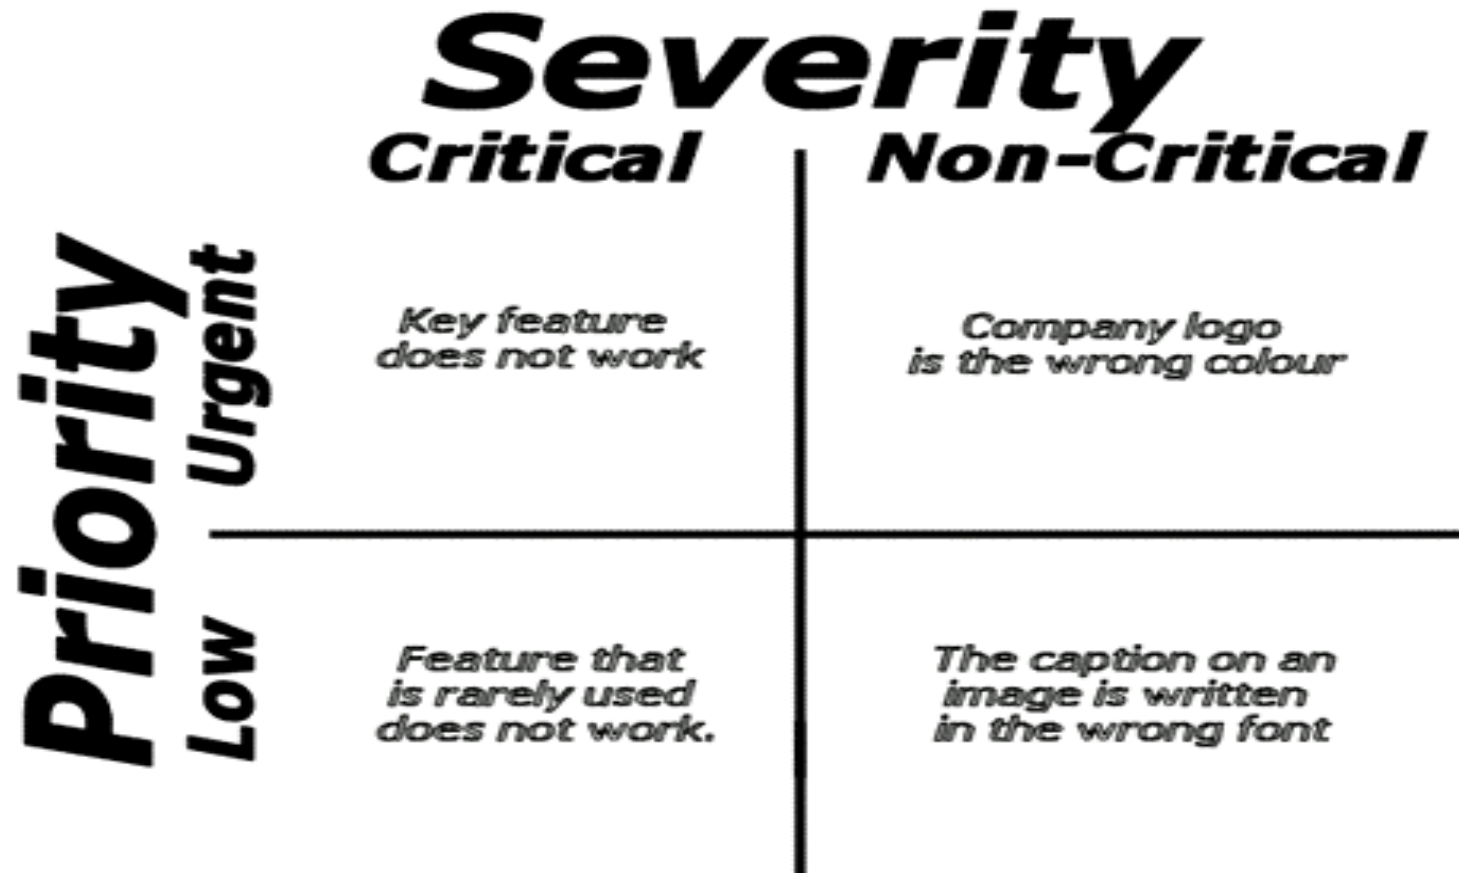 Severity
Critical
Non-Critical
Priority
Urgent
Key feature
does not work
Company logo
is the wrong colour
Low
Feature that
is rarely used
does not work.
The caption on an
image is written
in the wrong font